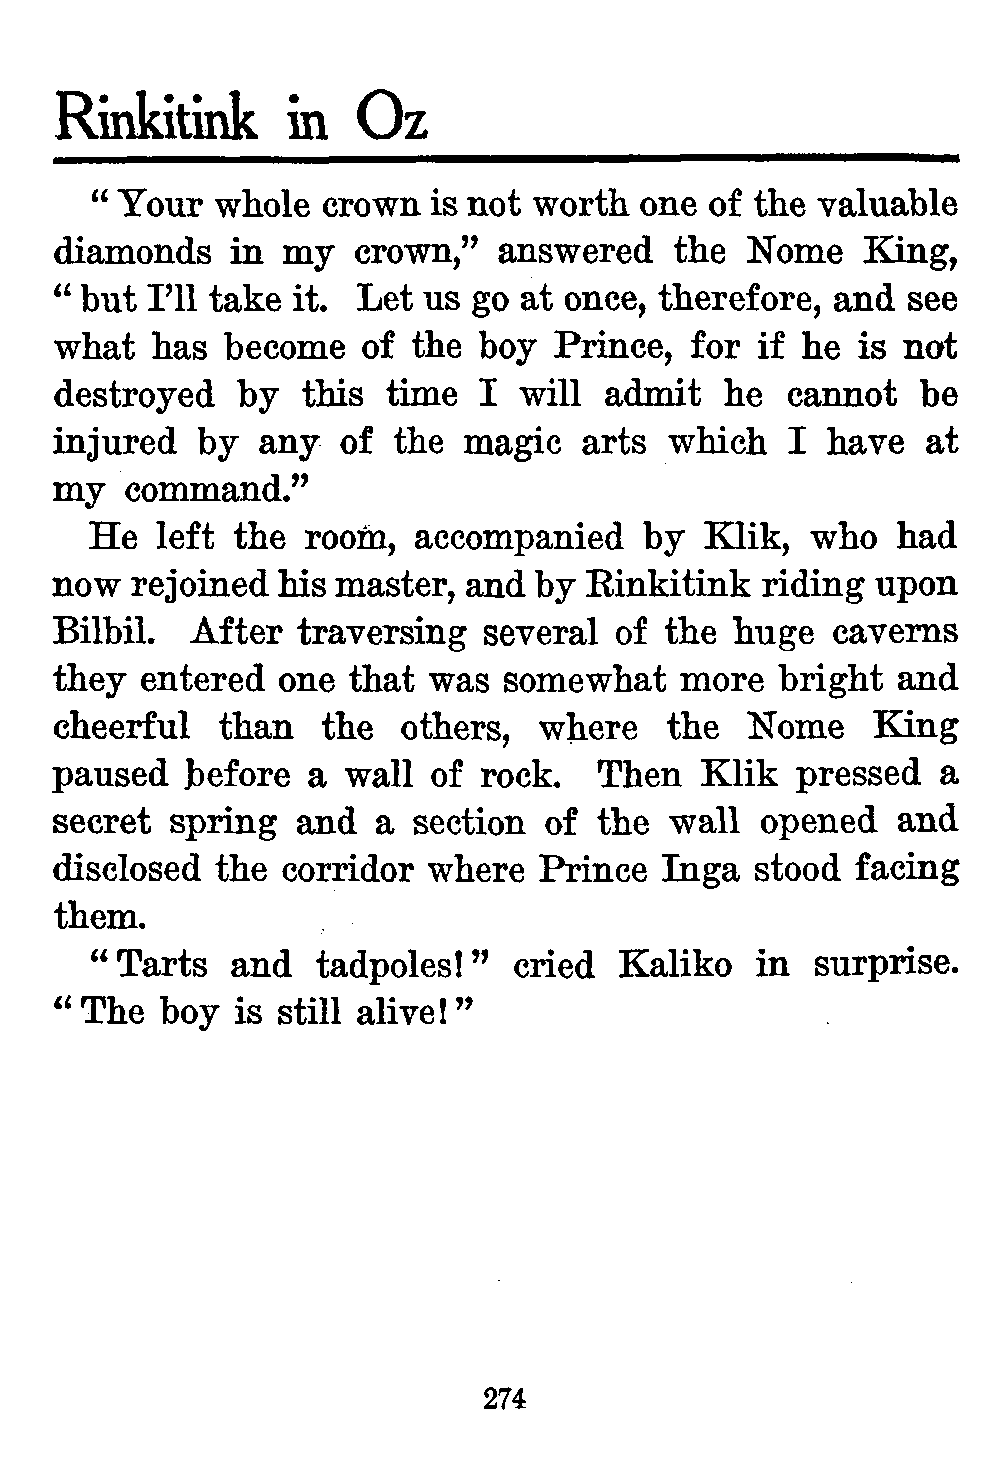 Rinkitink in Oz
“ Your whole crown is not worth one of the valuable
diamonds in my crown,” answered the Nome King,
“ but I’ll take it. Let us go at once, therefore, and see
what has become of the boy Prince, for if he is not
destroyed by this time I will admit he cannot be
injured by any of the magic arts which I have at
my command.”
He left the room, accompanied by Klik, who had
now rejoined his master, and by Rinkitink riding upon
Bilbil. After traversing several of the huge caverns
they entered one that was somewhat more bright and
cheerful than the others, where the Nome King
paused before a wall of rock. Then Klik pressed a
secret spring and a section of the wall opened and
disclosed the corridor where Prince Inga stood facing
them.
“ Tarts and tadpoles! ” cried Kaliko in surprise.
“ The boy is still alive! ”
274